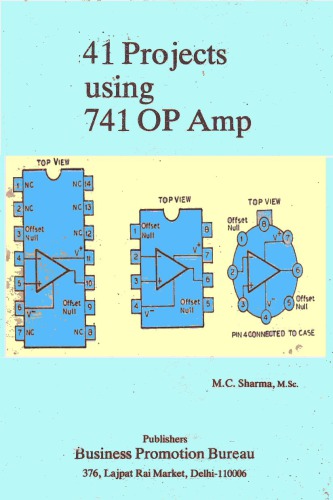 41 Projects
using
741 OP Amp
TOP VIEW
1 NC NC 14
2 NC NC 13
3 Offset Null NC 12
4 V+ 11
5 10
6 V- Offset Null 9
7 NC NC 8
TOP VIEW
1 Offset Null 8
2 V+ 7
3 6
4 V- Offset Null 5
TOP VIEW
Offset Null 8
1 V+ 7
2 6
3 V- 5 Offset Null
4
PIN 4 CONNECTED TO CASE
M.C. Sharma, M.Sc.
Publishers
Business Promotion Bureau
376, Lajpat Rai Market, Delhi-110006